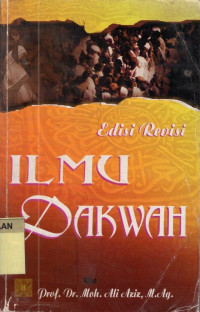 Edisi Revisi
ILMU
DAKWAH
LAN
Prof. Dr. Moh. Ali Aziz, M.Ag.